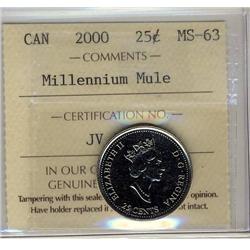 CAN 2000 25¢ MS-63
COMMENTS
Millennium Mule
CERTIFICATION NO.
JV
IN OUR
GENUINE
Tampering with this seal opinion.
Have holder replaced if
ELIZABETH II D·G·REGINA
25 CENTS